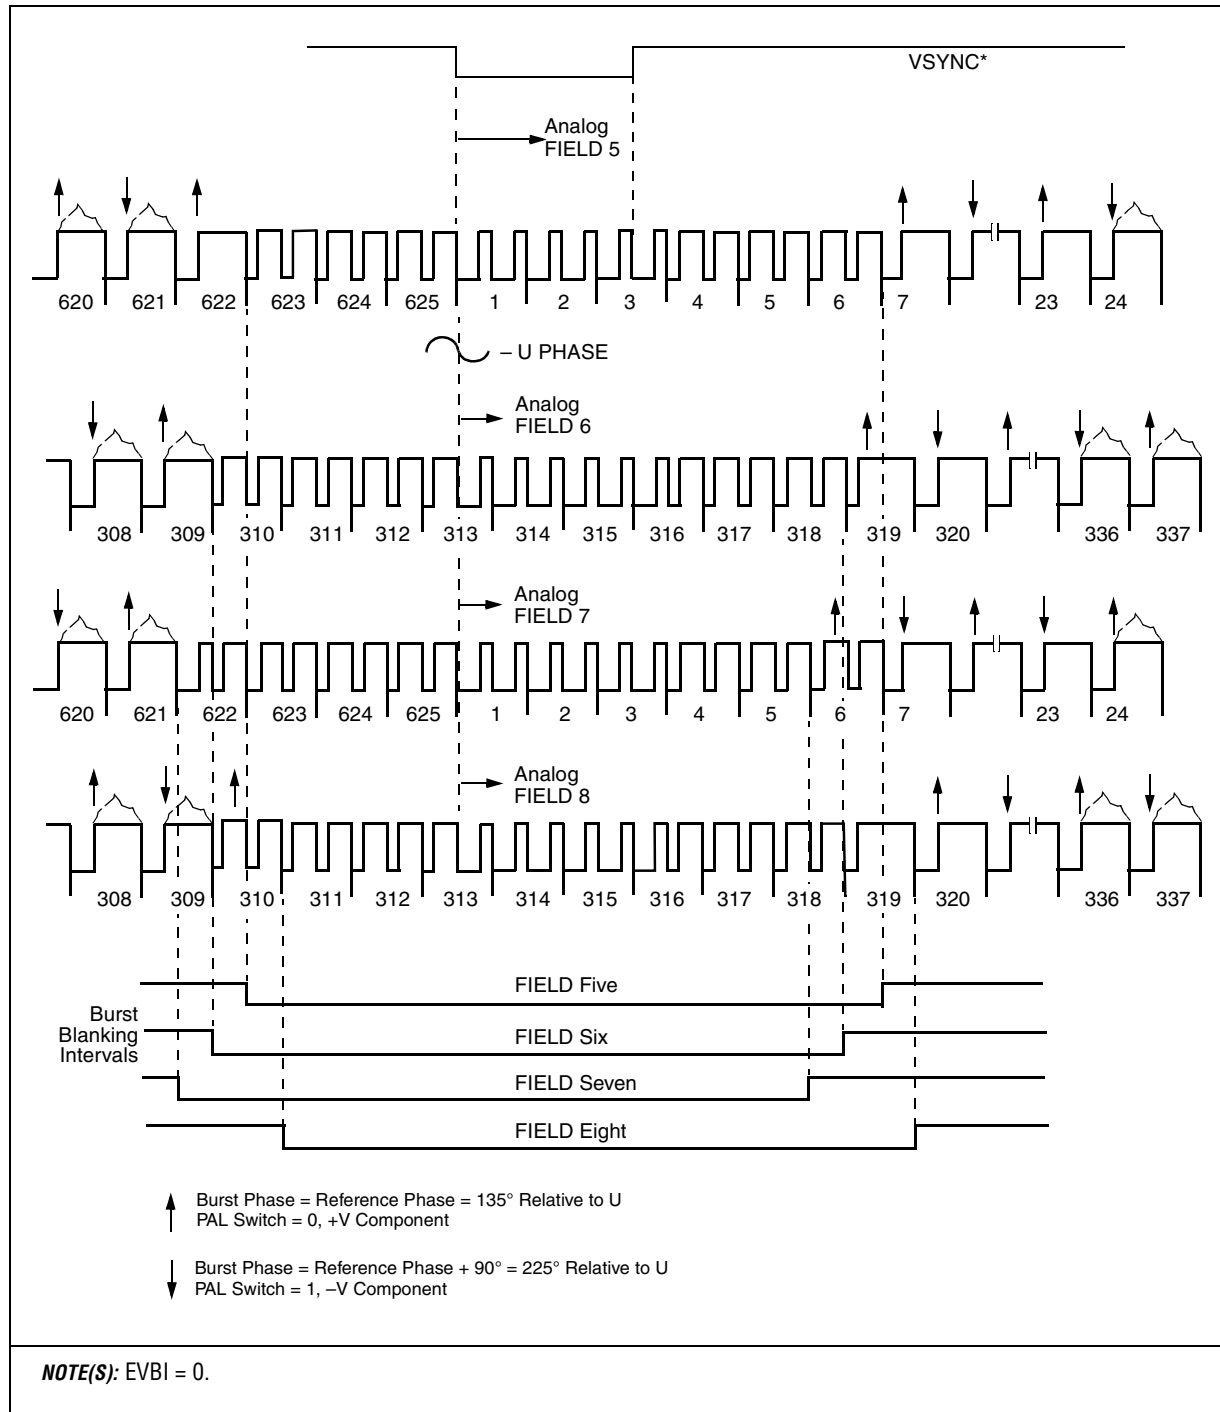 VSYNC*
Analog
FIELD 5
620 621 622 623 624 625 1 2 3 4 5 6 7 23 24
– U PHASE
Analog
FIELD 6
308 309 310 311 312 313 314 315 316 317 318 319 320 336 337
Analog
FIELD 7
620 621 622 623 624 625 1 2 3 4 5 6 7 23 24
Analog
FIELD 8
308 309 310 311 312 313 314 315 316 317 318 319 320 336 337
Burst
Blanking
Intervals
FIELD Five
FIELD Six
FIELD Seven
FIELD Eight
Burst Phase = Reference Phase = 135° Relative to U
PAL Switch = 0, +V Component
Burst Phase = Reference Phase + 90° = 225° Relative to U
PAL Switch = 1, –V Component
NOTE(S): EVBI = 0.